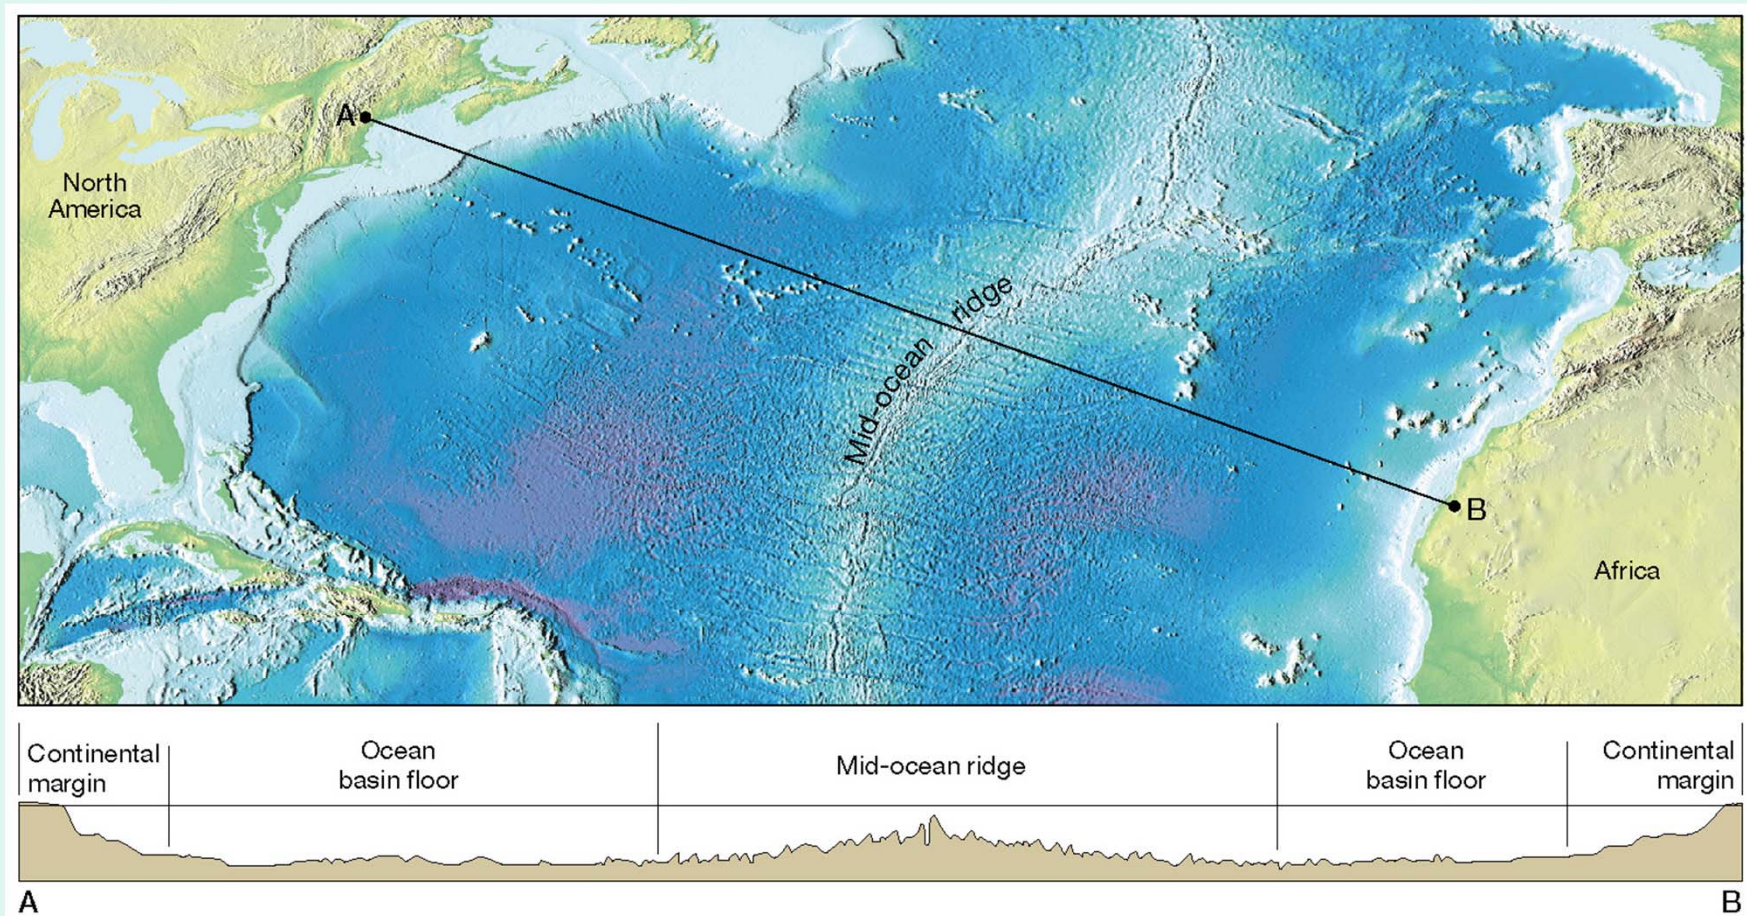 A
North
America
Mid-ocean ridge
B
Africa
Continental
margin
Ocean
basin floor
Mid-ocean ridge
Ocean
basin floor
Continental
margin
A
B